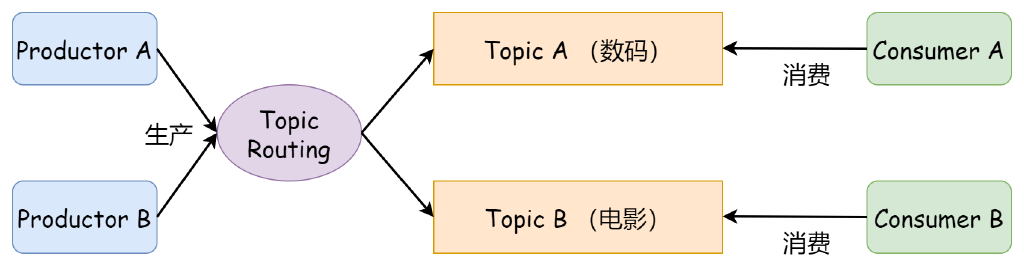 Productor A
Topic A （数码）
Consumer A
消费
生产
Topic
Routing
Productor B
Topic B （电影）
Consumer B
消费